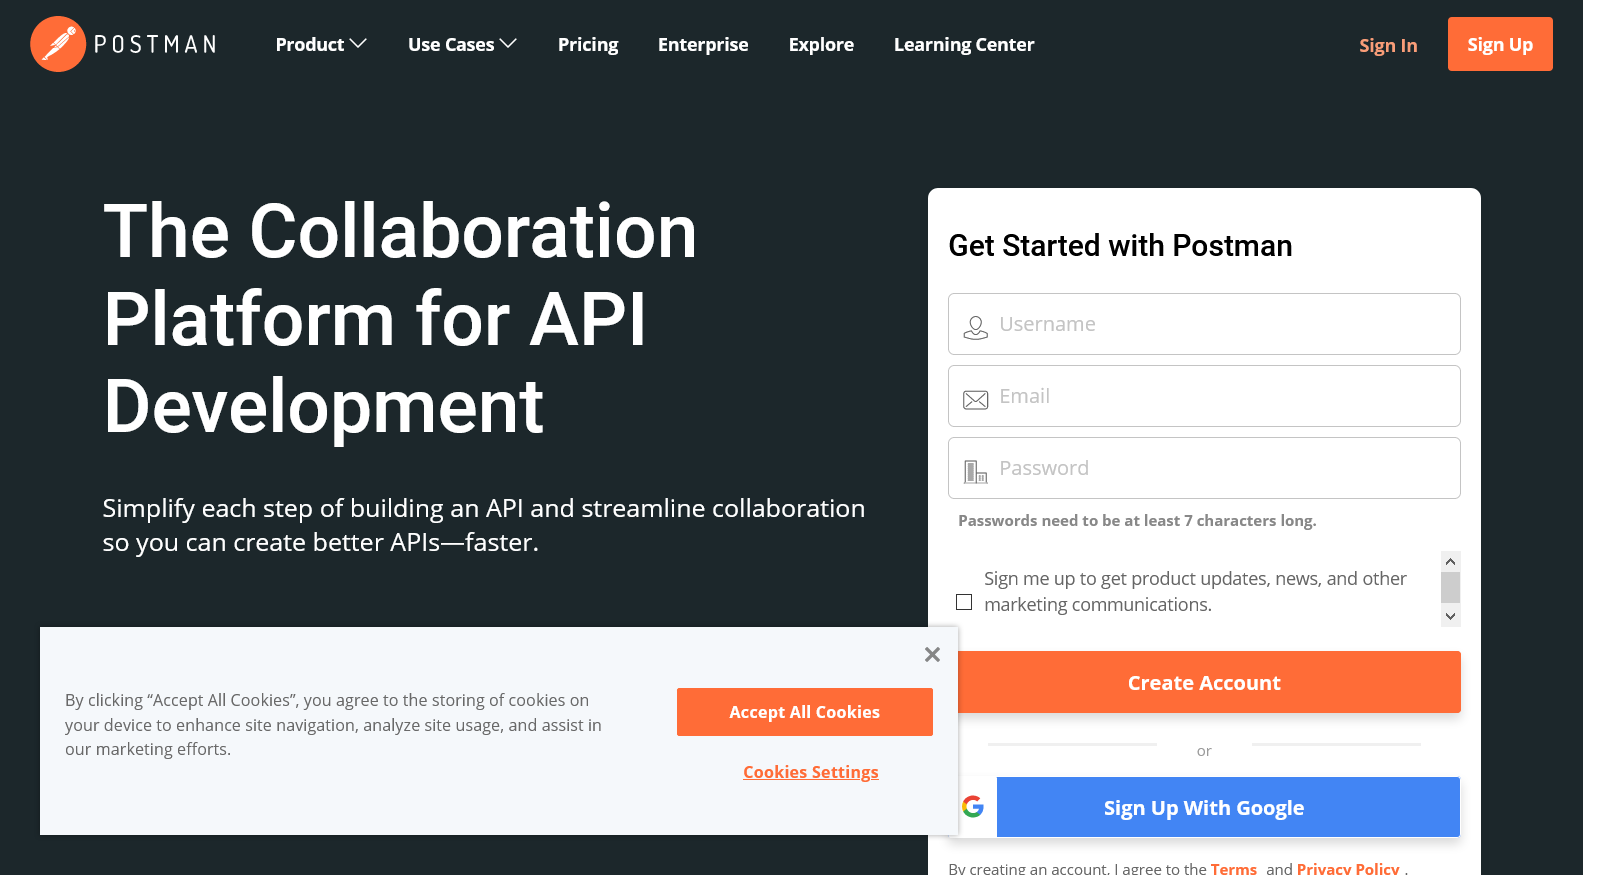 POSTMAN
Product
Use Cases
Pricing
Enterprise
Explore
Learning Center
Sign In
Sign Up
The Collaboration
Platform for API
Development
Simplify each step of building an API and streamline collaboration
so you can create better APIs—faster.
Get Started with Postman
Username
Email
Password
Passwords need to be at least 7 characters long.
Sign me up to get product updates, news, and other
marketing communications.
Create Account
or
Sign Up With Google
By creating an account, I agree to the Terms and Privacy Policy .
By clicking “Accept All Cookies”, you agree to the storing of cookies on
your device to enhance site navigation, analyze site usage, and assist in
our marketing efforts.
Accept All Cookies
Cookies Settings